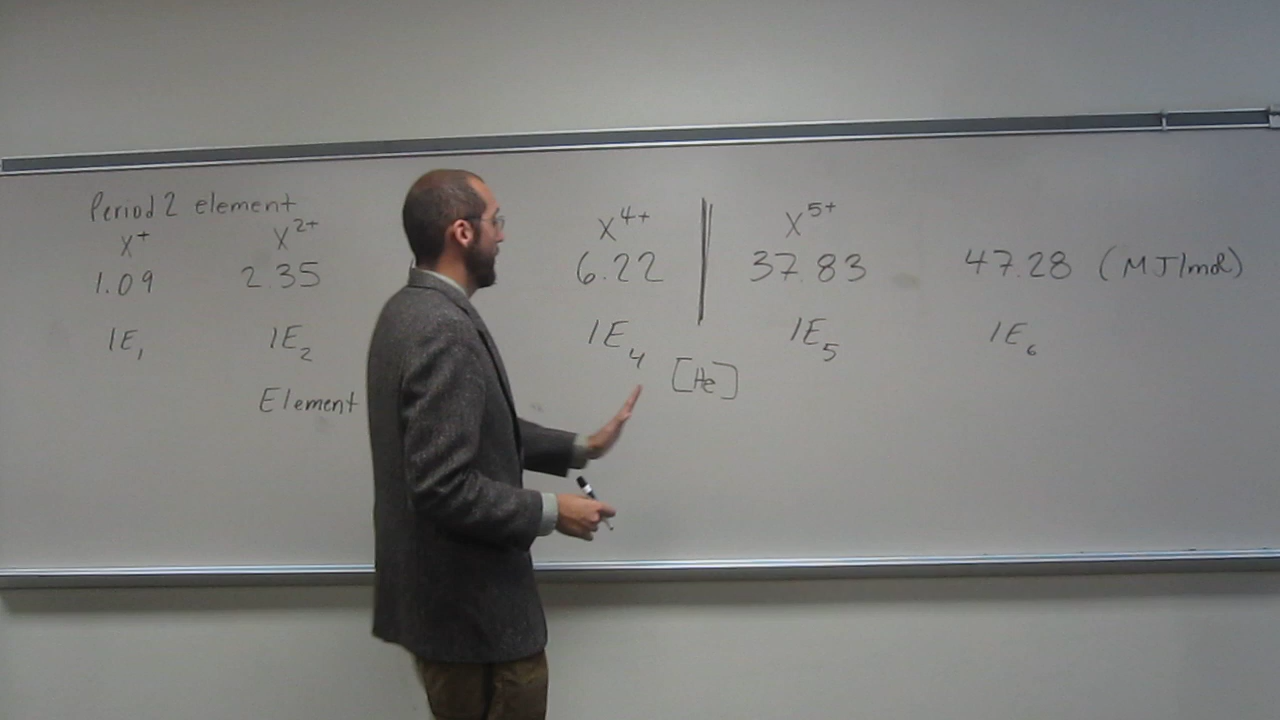 Period 2 element
X⁺ X²⁺ X⁴⁺ X⁵⁺
1.09 2.35 6.22 37.83 47.28 (MJ/mol)
IE₁ IE₂ IE₄ IE₅ IE₆
[He]
Element